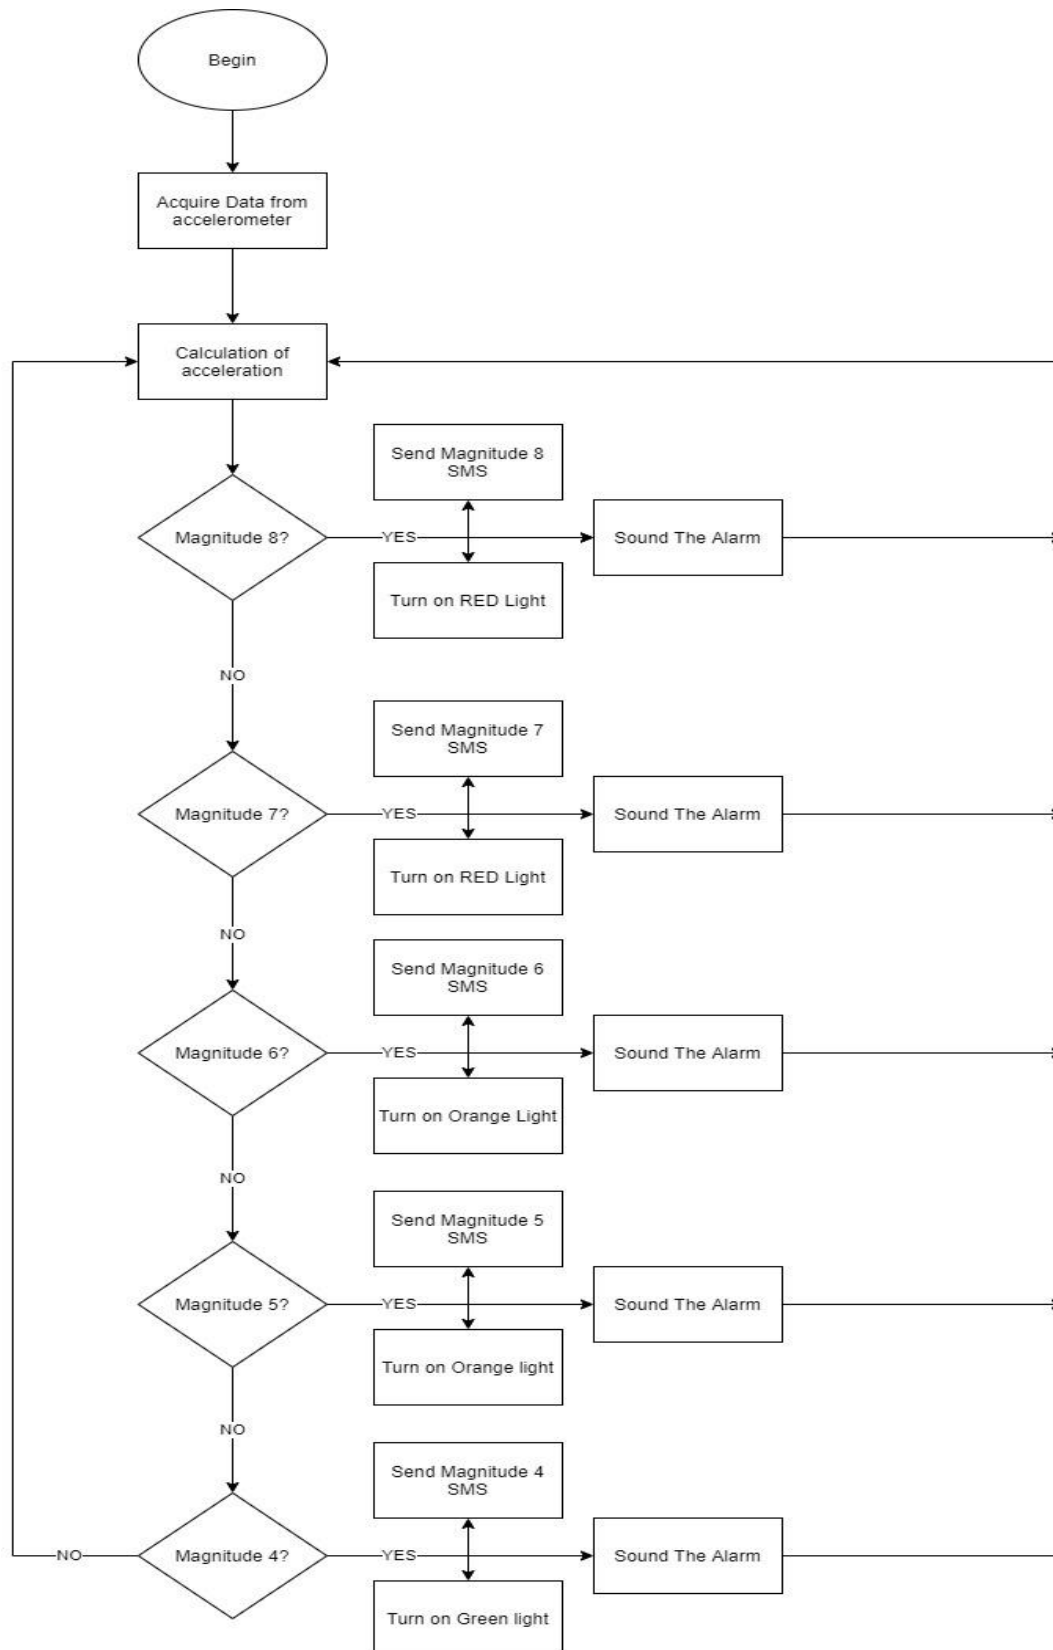 Begin
Acquire Data from
accelerometer
Calculation of
acceleration
Send Magnitude 8
SMS
Magnitude 8?
YES
Sound The Alarm
Turn on RED Light
NO
Send Magnitude 7
SMS
Magnitude 7?
YES
Sound The Alarm
Turn on RED Light
NO
Send Magnitude 6
SMS
Magnitude 6?
YES
Sound The Alarm
Turn on Orange Light
NO
Send Magnitude 5
SMS
Magnitude 5?
YES
Sound The Alarm
Turn on Orange light
NO
Send Magnitude 4
SMS
NO
Magnitude 4?
YES
Sound The Alarm
Turn on Green light